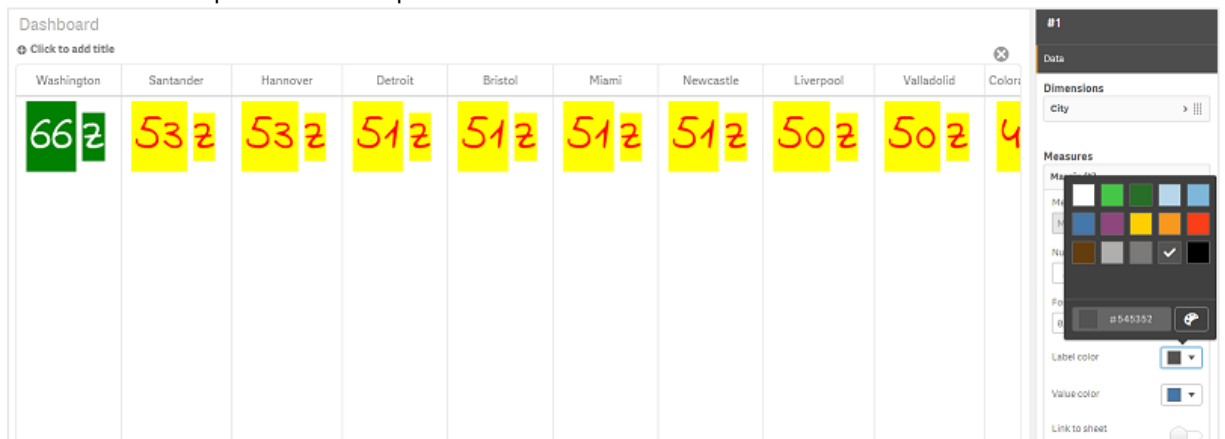 Dashboard
#1
Click to add title
Data
Washington Santander Hannover Detroit Bristol Miami Newcastle Liverpool Valladolid Colora
Dimensions
City
66 z 53 z 53 z 51 z 51 z 51 z 51 z 50 z 50 z 4
Measures
#545352
Label color
Value color
Link to sheet